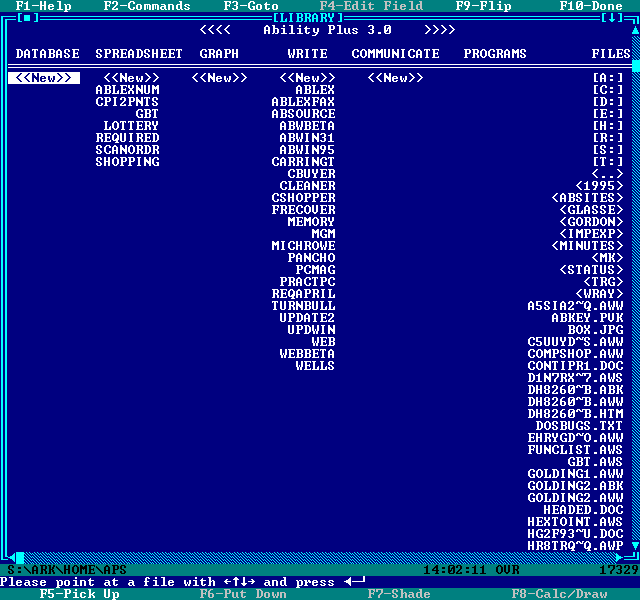 F1-Help F2-Commands F3-Goto F4-Edit Field F9-Flip F10-Done
[■] [LIBRARY] [↓]
<<<< Ability Plus 3.0 >>>>
DATABASE SPREADSHEET GRAPH WRITE COMMUNICATE PROGRAMS FILES
<<New>> <<New>> <<New>> <<New>> <<New>> [A:]
ABLEXNUM ABLEX [C:]
CPI2PNTS ABLEXFAX [D:]
GBT ABSOURCE [E:]
LOTTERY ABWBETA [H:]
REQUIRED ABWIN31 [R:]
SCANORDR ABWIN95 [S:]
SHOPPING CARRINGT [T:]
CBUYER <..>
CLEANER <1995>
CSHOPPER <ABSITES>
FRECOVER <GLASSE>
MEMORY <GORDON>
MGM <IMPEXP>
MICHROWE <MINUTES>
PANCHO <MK>
PCMAG <STATUS>
PRACTPC <TRG>
REQAPRIL <WRAY>
TURNBULL A5SIA2~Q.AWW
UPDATE2 ABKEY.PVK
UPDWIN BOX.JPG
WEB C5UUYD~S.AWW
WEBBETA COMPSHOP.AWW
WELLS CONTIPR1.DOC
D1N7RX~7.AWS
DH8260~B.ABK
DH8260~B.AWW
DH8260~B.HTM
DOSBUGS.TXT
EHRYGD~O.AWW
FUNCLIST.AWS
GBT.AWS
GOLDING1.AWW
GOLDING2.ABK
GOLDING2.AWW
HEADED.DOC
HEXTOINT.AWS
HG2F93~U.DOC
HR8TRQ~Q.AWP
S:\ARK\HOME\APS 14:02:11 OVR 17329
Please point at a file with ←↑↓→ and press ◄─┘
F5-Pick Up F6-Put Down F7-Shade F8-Calc/Draw